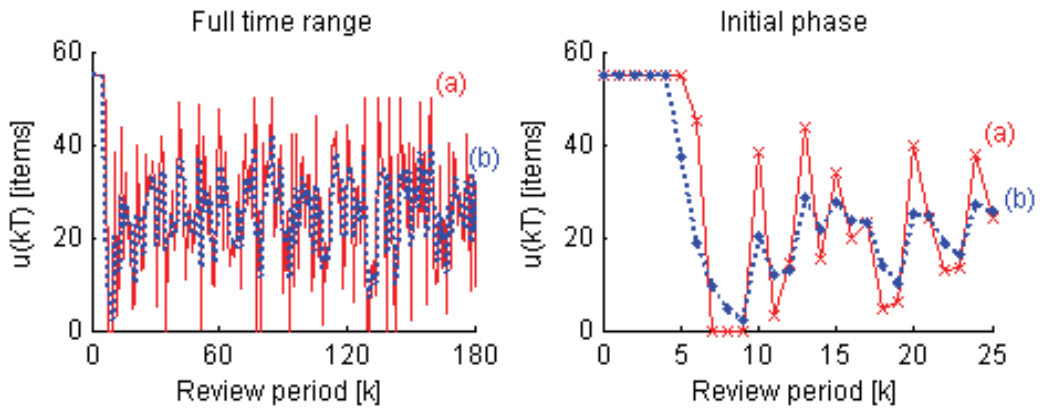 Full time range
60
40
20
0
u(kT) [items]
(a)
(b)
0
60
120
180
Review period [k]
Initial phase
60
40
20
0
u(kT) [items]
(a)
(b)
0
5
10
15
20
25
Review period [k]